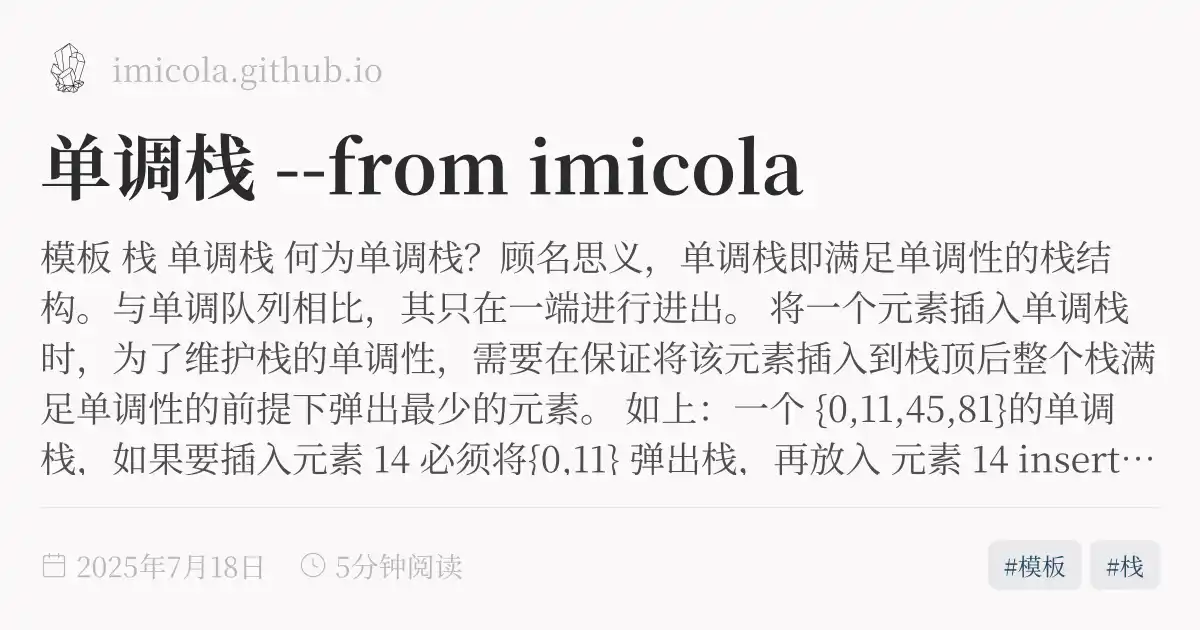 imicola.github.io
单调栈 --from imicola
模板 栈 单调栈 何为单调栈？顾名思义，单调栈即满足单调性的栈结
构。与单调队列相比，其只在一端进行进出。 将一个元素插入单调栈
时，为了维护栈的单调性，需要在保证将该元素插入到栈顶后整个栈满
足单调性的前提下弹出最少的元素。 如上：一个 {0,11,45,81}的单调
栈，如果要插入元素 14 必须将{0,11} 弹出栈，再放入 元素 14 insert…
2025年7月18日 5分钟阅读 #模板 #栈